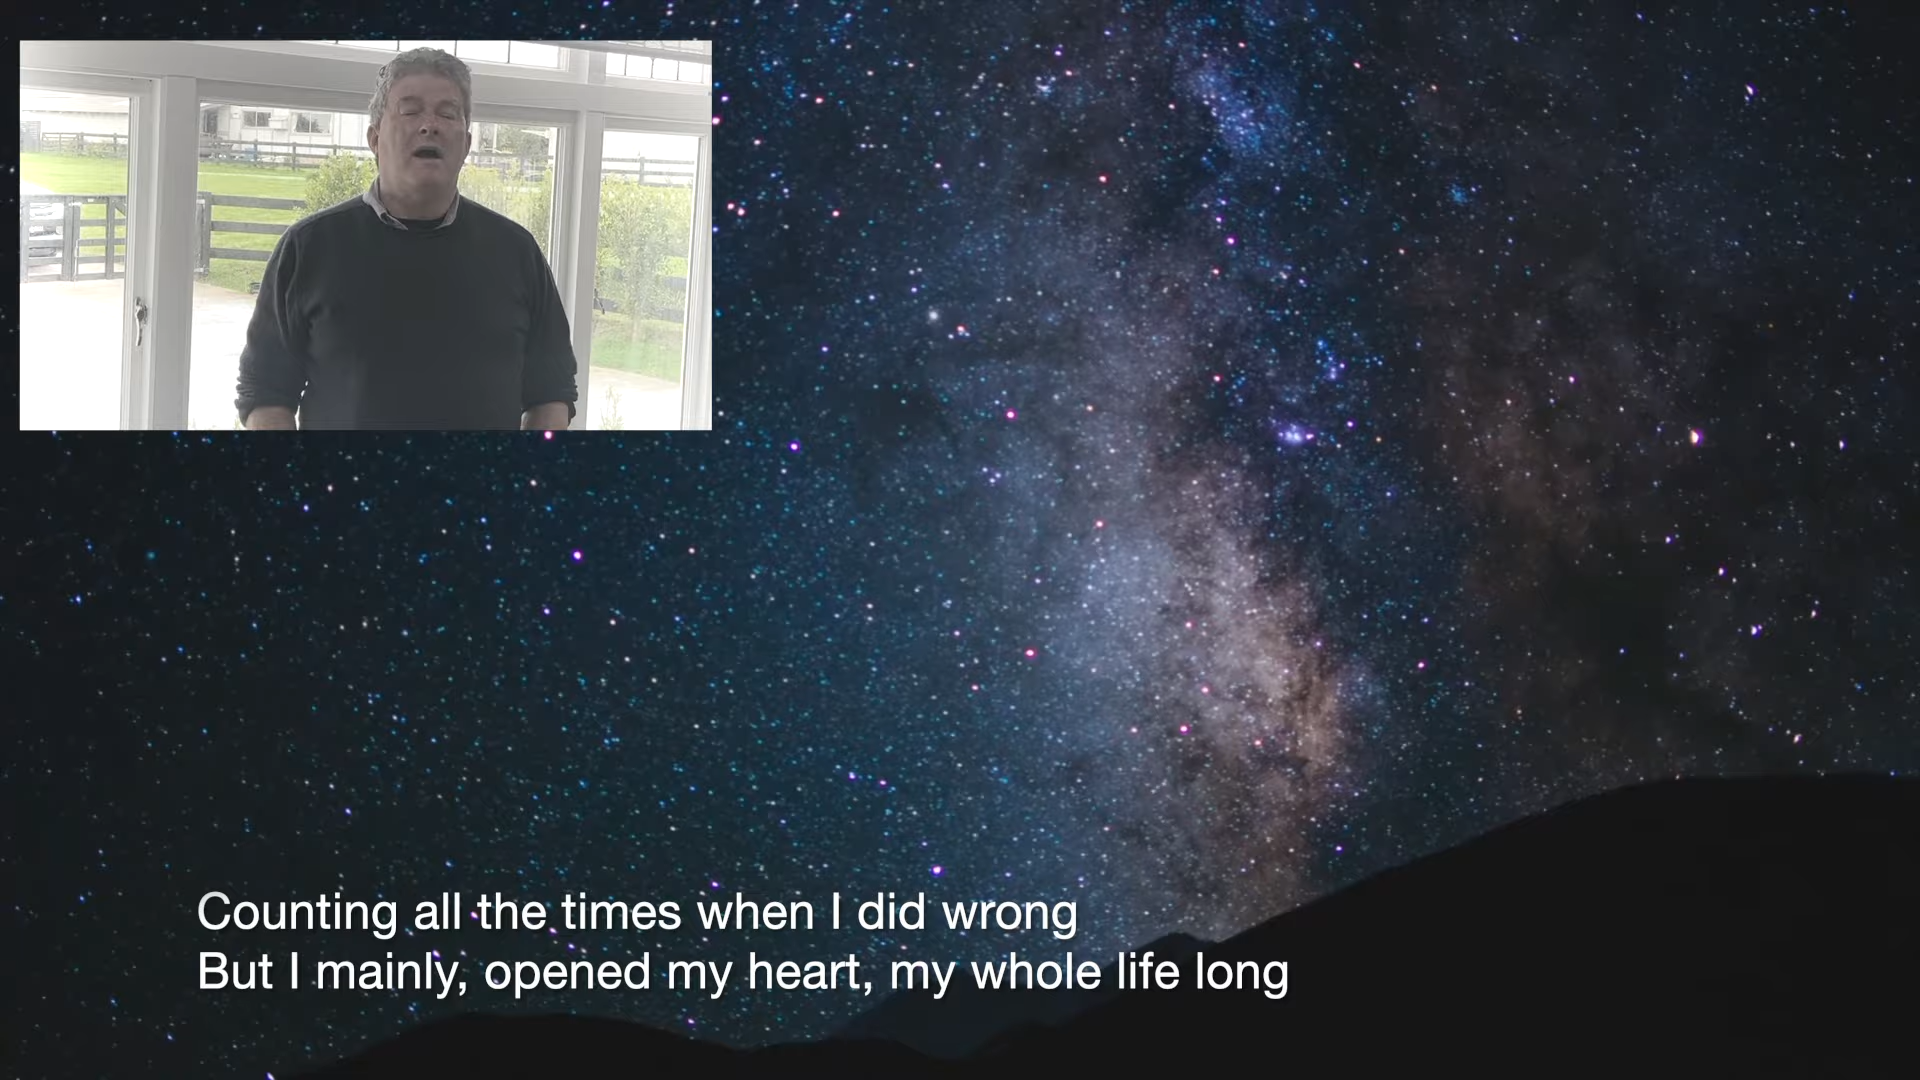 Counting all the times when I did wrong
But I mainly, opened my heart, my whole life long